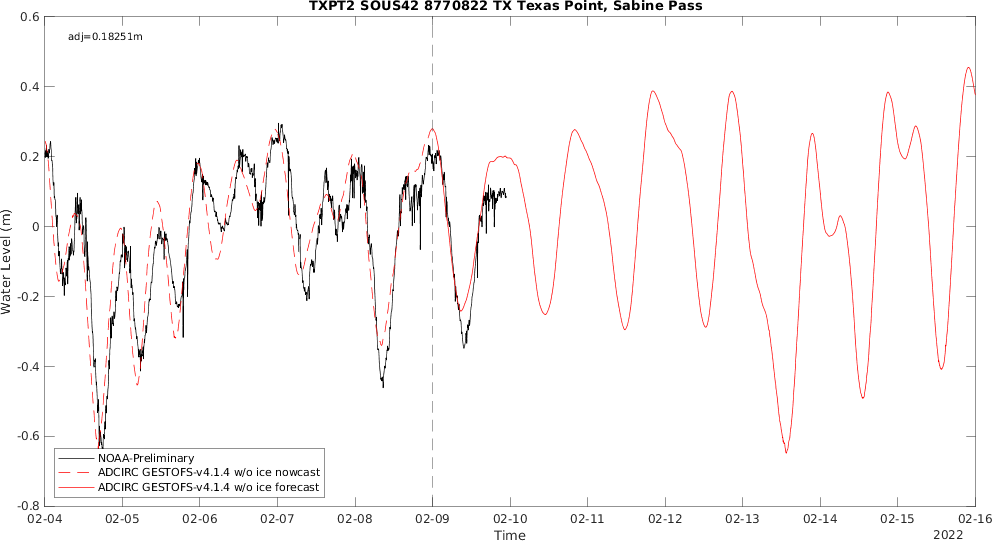 TXPT2 SOUS42 8770822 TX Texas Point, Sabine Pass
adj=0.18251m
Water Level (m)
0.6
0.4
0.2
0
-0.2
-0.4
-0.6
-0.8
NOAA-Preliminary
ADCIRC GESTOFS-v4.1.4 w/o ice nowcast
ADCIRC GESTOFS-v4.1.4 w/o ice forecast
02-04 02-05 02-06 02-07 02-08 02-09 02-10 02-11 02-12 02-13 02-14 02-15 02-16
Time
2022